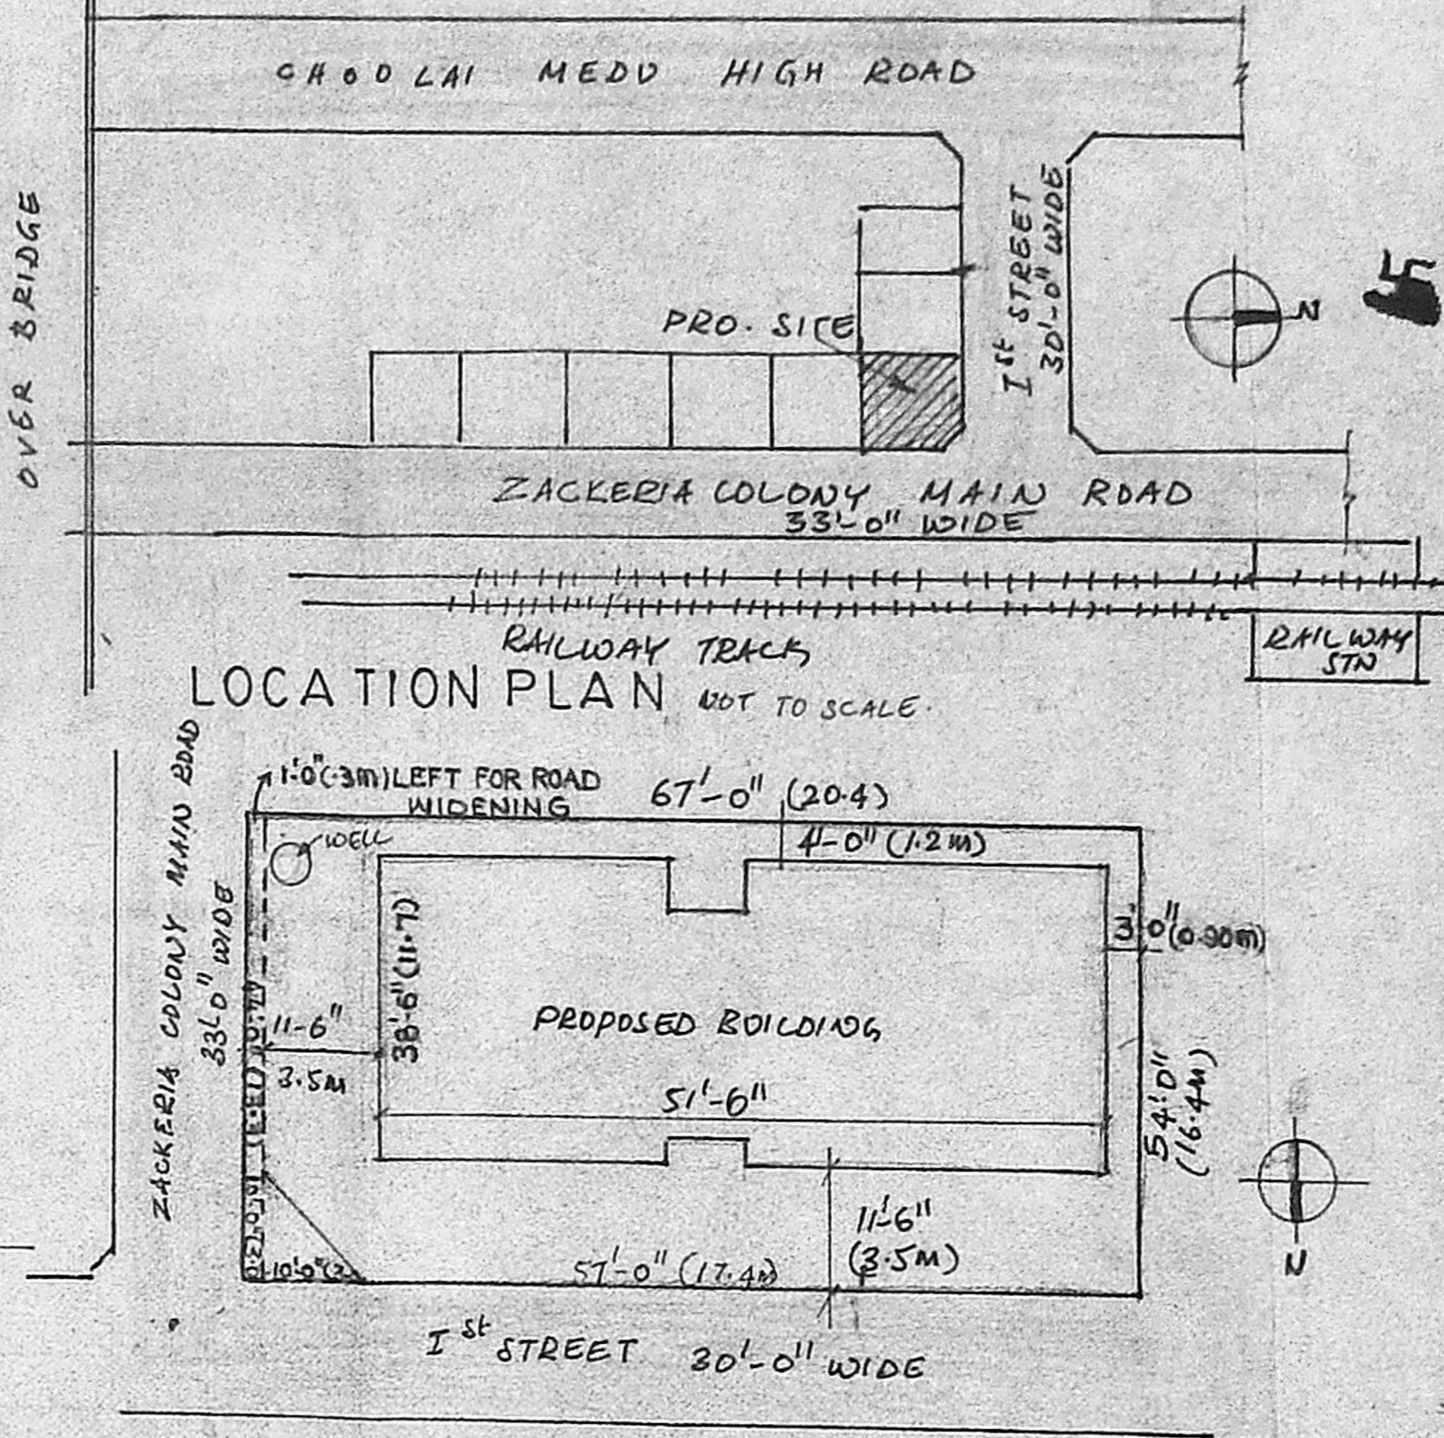 CHOOLAI MEDU HIGH ROAD
OVER BRIDGE
Ist STREET
30'-0" WIDE
PRO. SITE
N
ZACKERIA COLONY MAIN ROAD
33'-0" WIDE
RAILWAY TRACK
RAILWAY
STN
LOCATION PLAN NOT TO SCALE.
1'-0"(.3m) LEFT FOR ROAD
WIDENING
67'-0" (20.4)
WELL
4'-0" (1.2m)
ZACKERIA COLONY MAIN ROAD
33'-0" WIDE
38'-6" (11.7)
3'0" (0.90m)
11-6"
3.5M
PROPOSED BUILDING
51'-6"
54'-0"
(16.4M)
11'-6"
(3.5M)
10'-0"
57'-0" (17.4m)
N
Ist STREET 30'-0" WIDE